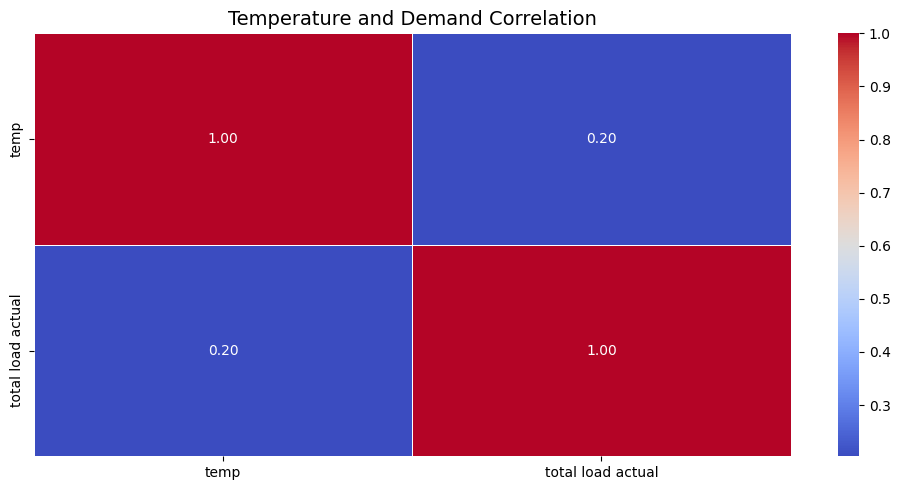 Temperature and Demand Correlation
temp
total load actual
1.00
0.20
0.20
1.00
temp
total load actual
1.0
0.9
0.8
0.7
0.6
0.5
0.4
0.3